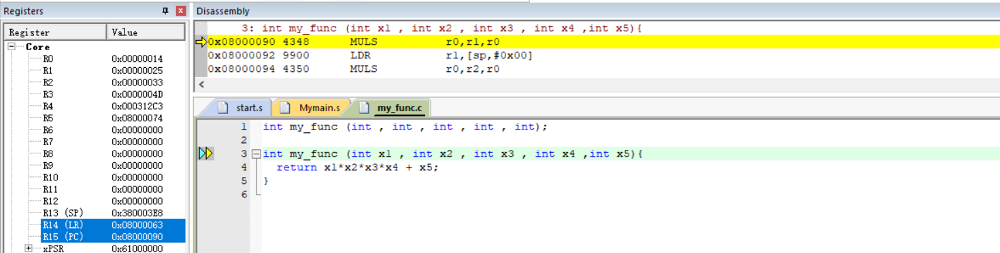 Registers
Register Value
Core
R0 0x00000014
R1 0x00000025
R2 0x00000033
R3 0x0000004D
R4 0x000312C3
R5 0x08000074
R6 0x00000000
R7 0x00000000
R8 0x00000000
R9 0x00000000
R10 0x00000000
R11 0x00000000
R12 0x00000000
R13 (SP) 0x380003E8
R14 (LR) 0x08000063
R15 (PC) 0x08000090
xPSR 0x61000000
Disassembly
3: int my_func (int x1 , int x2 , int x3 , int x4 ,int x5){
0x08000090 4348 MULS r0,r1,r0
0x08000092 9900 LDR r1,[sp,#0x00]
0x08000094 4350 MULS r0,r2,r0
start.s Mymain.s my_func.c
1 int my_func (int , int , int , int , int);
2
3 int my_func (int x1 , int x2 , int x3 , int x4 ,int x5){
4 return x1*x2*x3*x4 + x5;
5 }
6